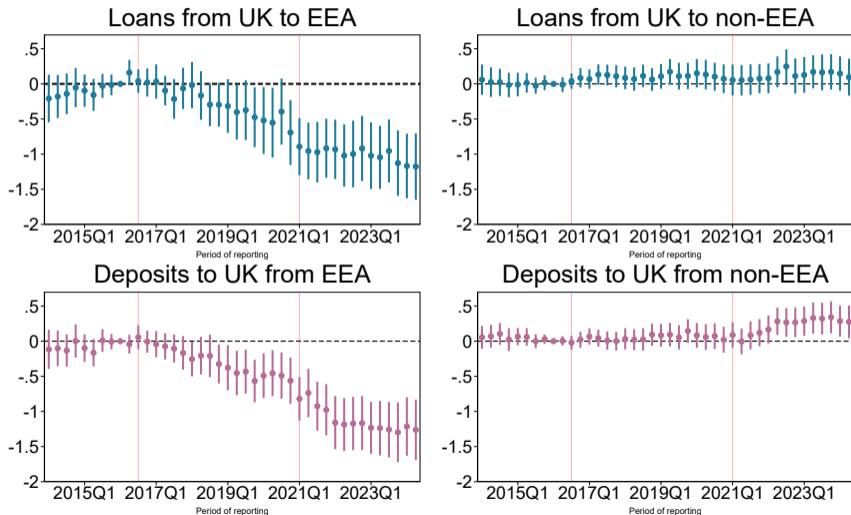 Loans from UK to EEA
.5
0
-.5
-1
-1.5
-2
2015Q1 2017Q1 2019Q1 2021Q1 2023Q1
Period of reporting
Loans from UK to non-EEA
.5
0
-.5
-1
-1.5
-2
2015Q1 2017Q1 2019Q1 2021Q1 2023Q1
Period of reporting
Deposits to UK from EEA
.5
0
-.5
-1
-1.5
-2
2015Q1 2017Q1 2019Q1 2021Q1 2023Q1
Period of reporting
Deposits to UK from non-EEA
.5
0
-.5
-1
-1.5
-2
2015Q1 2017Q1 2019Q1 2021Q1 2023Q1
Period of reporting